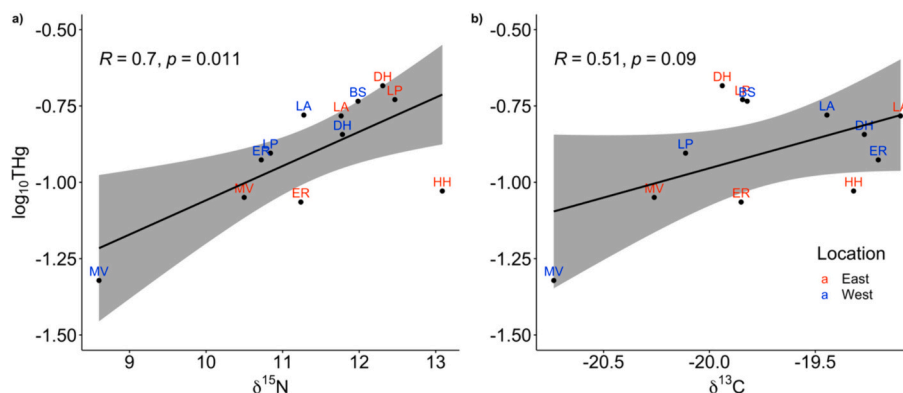 a)
R = 0.7, p = 0.011
log₁₀THg
-0.50
-0.75
-1.00
-1.25
-1.50
DH
LP
BS
LA
LA
DH
LP
ER
MV
ER
HH
MV
9 10 11 12 13
δ¹⁵N
b)
R = 0.51, p = 0.09
-0.50
-0.75
-1.00
-1.25
-1.50
DH
LP
BS
LA
LA
DH
LP
ER
MV
ER
HH
MV
Location
a East
a West
-20.5 -20.0 -19.5
δ¹³C